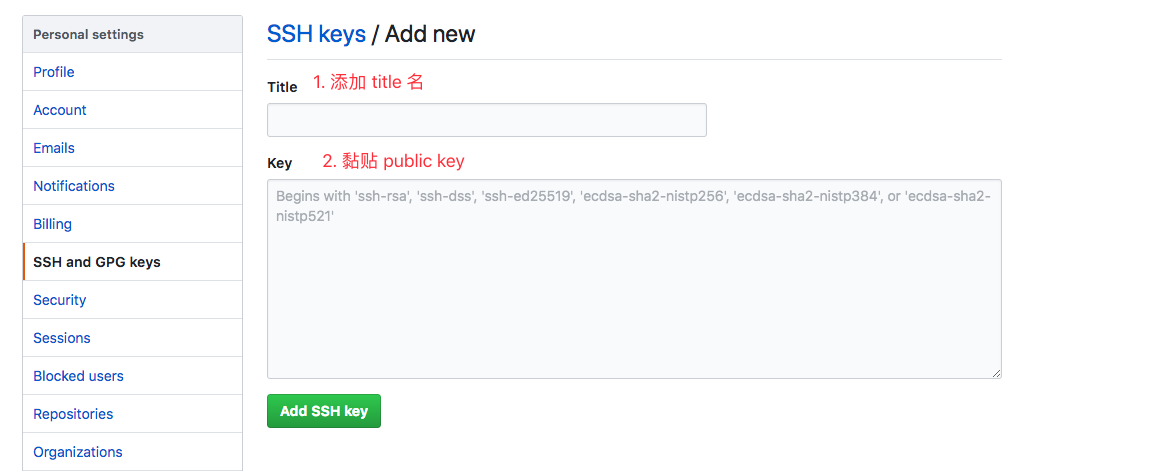 Personal settings
Profile
Account
Emails
Notifications
Billing
SSH and GPG keys
Security
Sessions
Blocked users
Repositories
Organizations
SSH keys / Add new
Title 1. 添加 title 名
Key 2. 黏贴 public key
Begins with 'ssh-rsa', 'ssh-dss', 'ssh-ed25519', 'ecdsa-sha2-nistp256', 'ecdsa-sha2-nistp384', or 'ecdsa-sha2-
nistp521'
Add SSH key